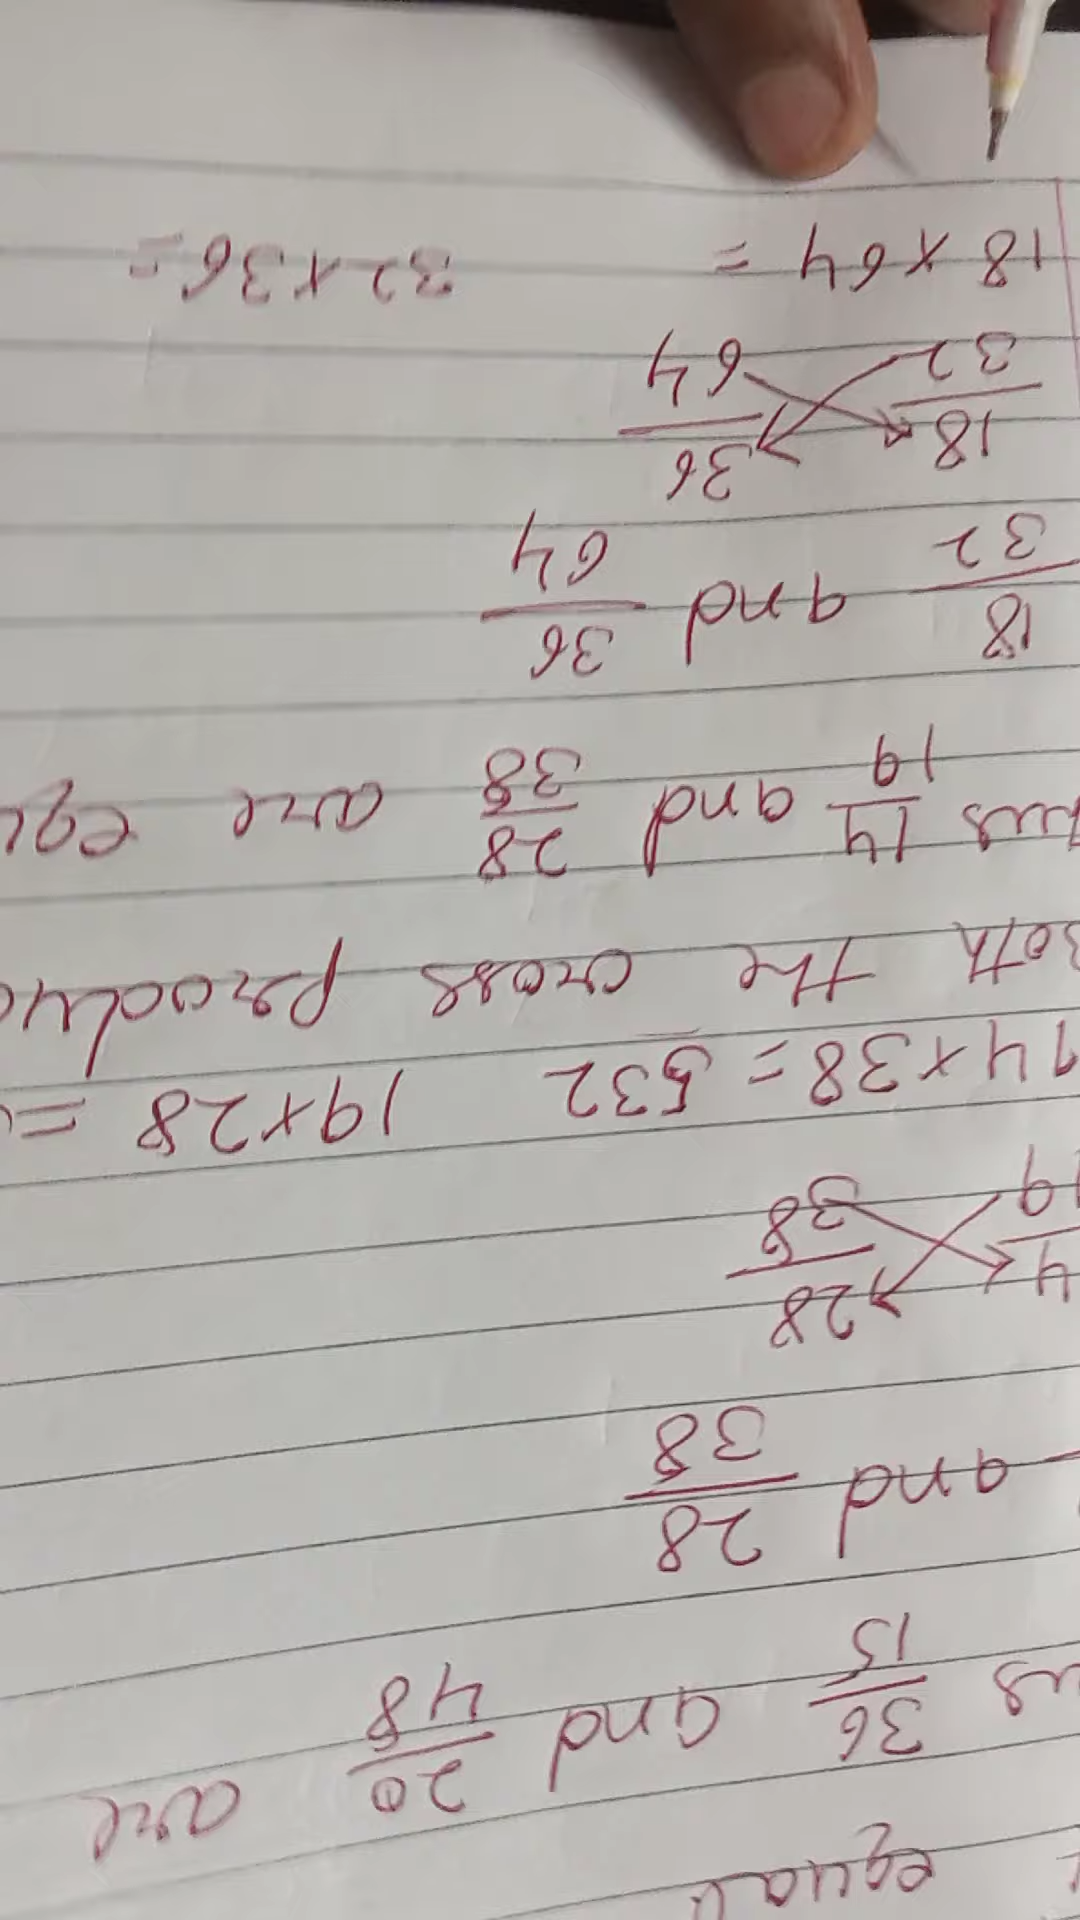 equal
us 36/15 and 20/48 are
and 28/38
4/19 28/38
14×38=532 19×28 =
Both the cross produc
hus 14/19 and 28/38 are equ
18/32 and 36/64
18/32 36/64
18×64 = 32×36=